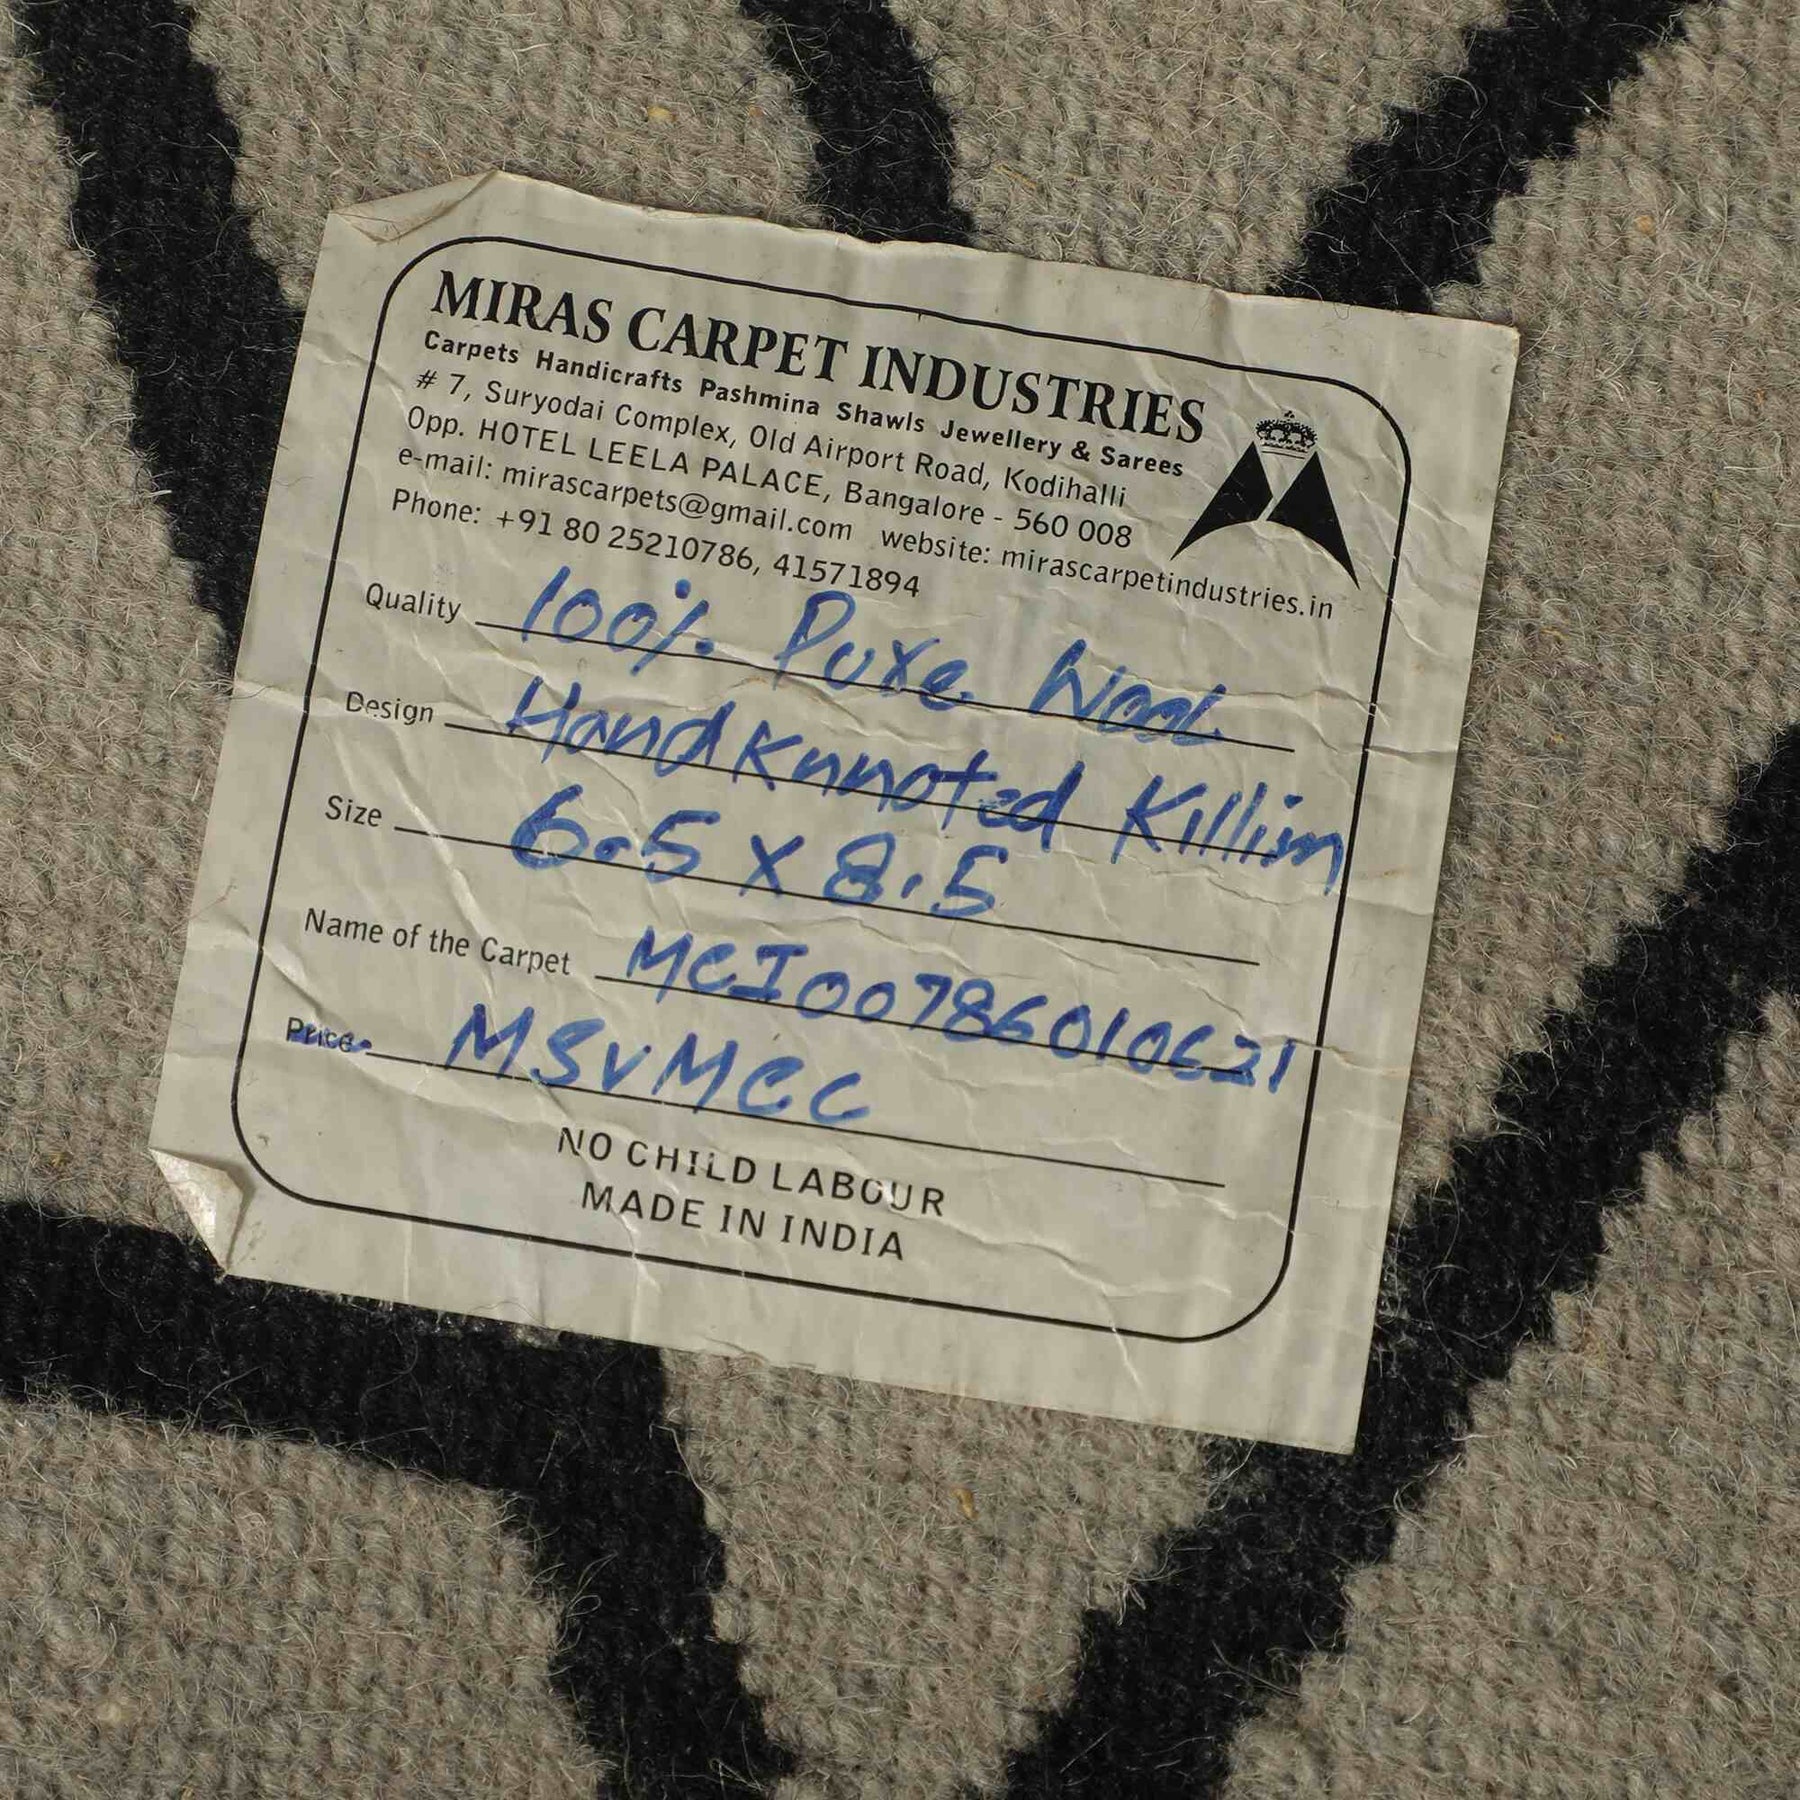 MIRAS CARPET INDUSTRIES
Carpets Handicrafts Pashmina Shawls Jewellery & Sarees
# 7, Suryodai Complex, Old Airport Road, Kodihalli
Opp. HOTEL LEELA PALACE, Bangalore - 560 008
e-mail: mirascarpets@gmail.com website: mirascarpetindustries.in
Phone: +91 80 25210786, 41571894
Quality 100% Pure Wool
Design Hand Knnoted Killim
Size 6.5 X 8.5
Name of the Carpet MCI00786010621
Price MSVMCC
NO CHILD LABOUR
MADE IN INDIA